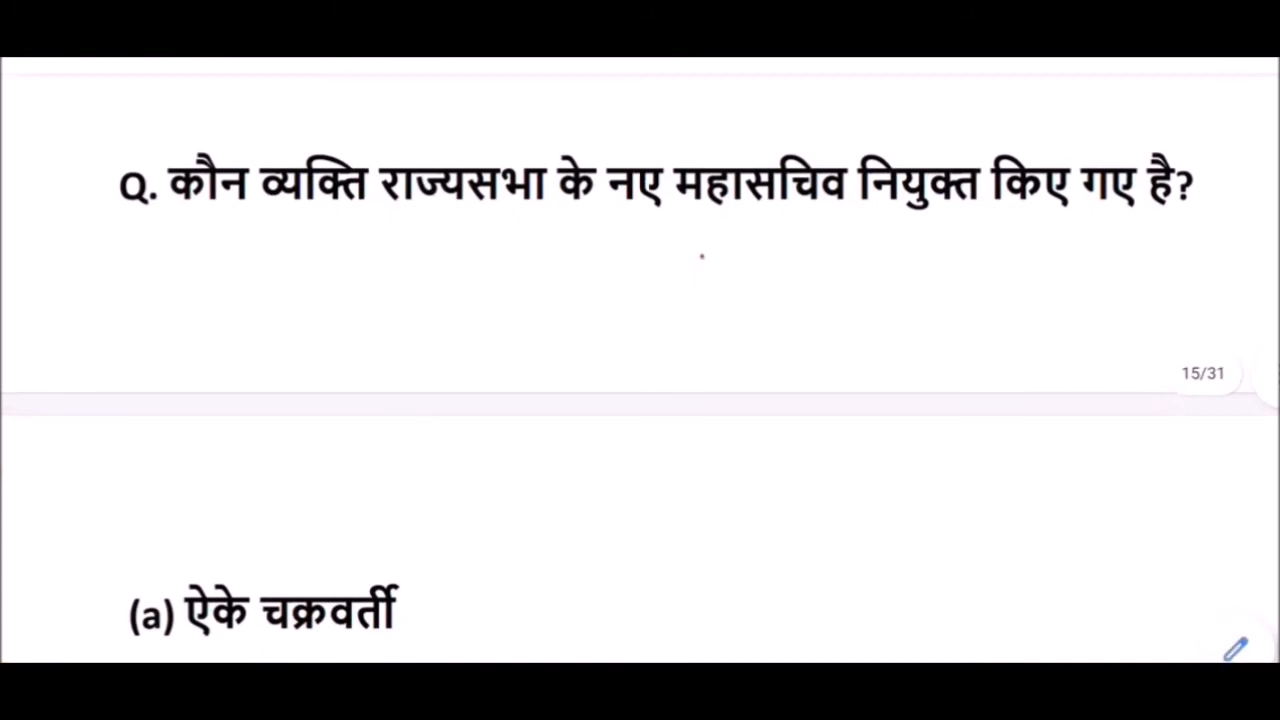 Q. कौन व्यक्ति राज्यसभा के नए महासचिव नियुक्त किए गए है?
15/31
(a) ऐके चक्रवर्ती